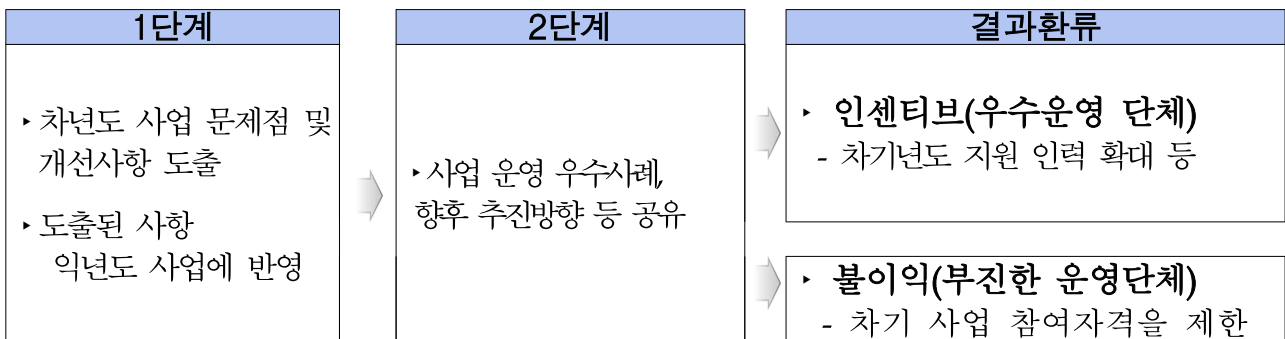 1단계
‣차년도 사업 문제점 및
개선사항 도출
‣도출된 사항
익년도 사업에 반영
2단계
‣사업 운영 우수사례,
향후 추진방향 등 공유
결과환류
‣ 인센티브(우수운영 단체)
- 차기년도 지원 인력 확대 등
‣ 불이익(부진한 운영단체)
- 차기 사업 참여자격을 제한